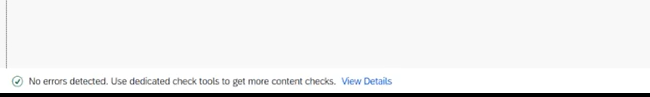 No errors detected. Use dedicated check tools to get more content checks. View Details